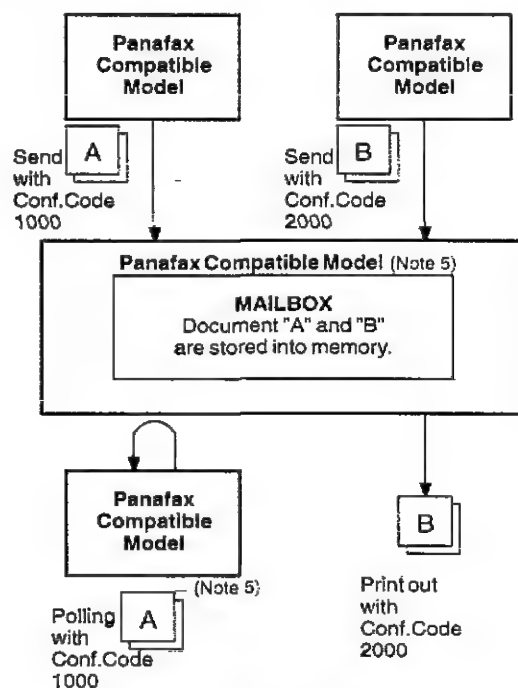 Panafax
Compatible
Model
Panafax
Compatible
Model
A
Send
with
Conf.Code
1000
B
Send
with
Conf.Code
2000
Panafax Compatible Model (Note 5)
MAILBOX
Document "A" and "B"
are stored into memory.
Panafax
Compatible
Model
(Note 5)
A
Polling
with
Conf.Code
1000
B
Print out
with
Conf.Code
2000